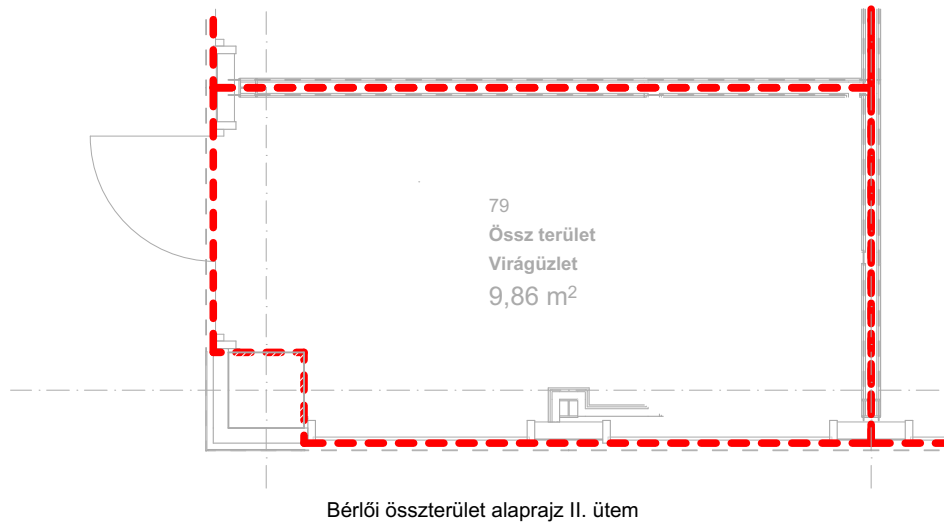 79
Össz terület
Virágüzlet
9,86 m²
Bérlői összterület alaprajz II. ütem